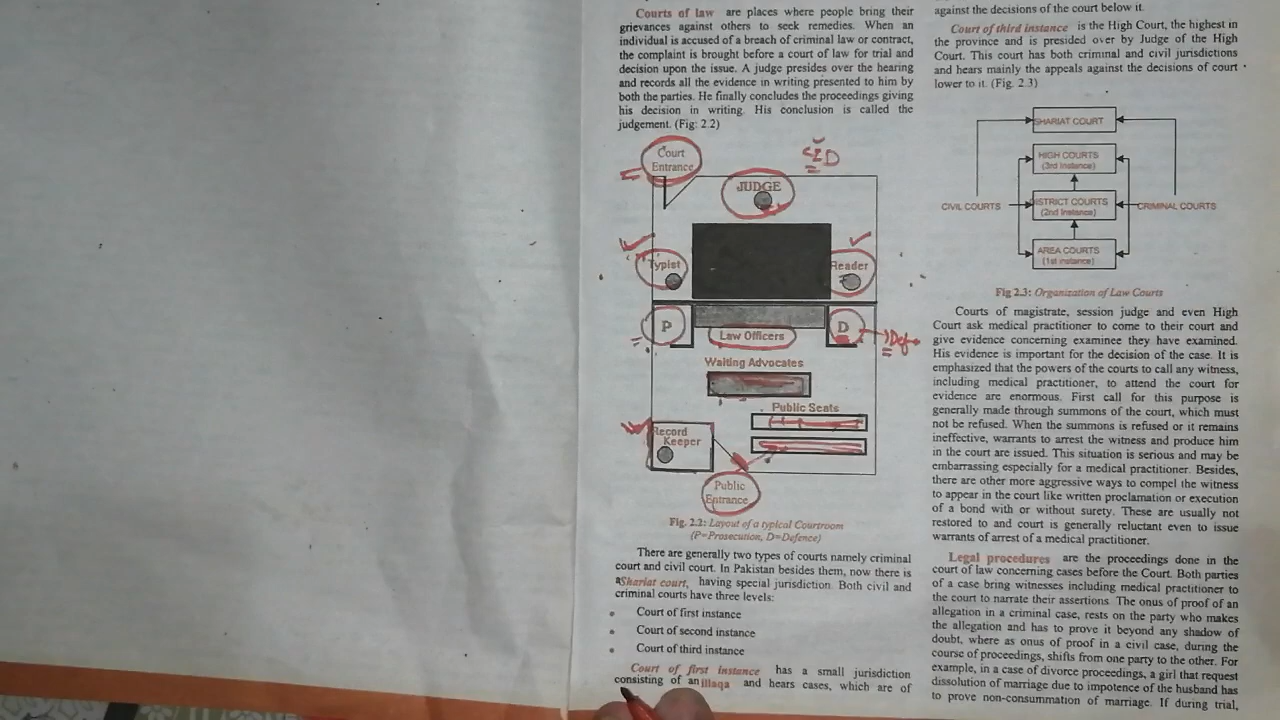 Courts of law are places where people bring their
grievances against others to seek remedies. When an
individual is accused of a breach of criminal law or contract,
the complaint is brought before a court of law for trial and
decision upon the issue. A judge presides over the hearing
and records all the evidence in writing presented to him by
both the parties. He finally concludes the proceedings giving
his decision in writing. His conclusion is called the
judgement. (Fig: 2.2)
Court
Entrance
JUDGE
Typist
Reader
P
D
Law Officers
Waiting Advocates
Public Seats
Record
Keeper
Public
Entrance
Fig. 2.2: Layout of a typical Courtroom
(P=Prosecution, D=Defence)
There are generally two types of courts namely criminal
court and civil court. In Pakistan besides them, now there is
a Shariat court, having special jurisdiction. Both civil and
criminal courts have three levels:
• Court of first instance
• Court of second instance
• Court of third instance
Court of first instance has a small jurisdiction
consisting of an illaqa and hears cases, which are of
against the decisions of the court below it.
Court of third instance is the High Court, the highest in
the province and is presided over by Judge of the High
Court. This court has both criminal and civil jurisdictions
and hears mainly the appeals against the decisions of court
lower to it. (Fig. 2.3)
SHARIAT COURT
HIGH COURTS
(3rd Instance)
CIVIL COURTS
DISTRICT COURTS
(2nd Instance)
CRIMINAL COURTS
AREA COURTS
(1st instance)
Fig 2.3: Organization of Law Courts
Courts of magistrate, session judge and even High
Court ask medical practitioner to come to their court and
give evidence concerning examinee they have examined.
His evidence is important for the decision of the case. It is
emphasized that the powers of the courts to call any witness,
including medical practitioner, to attend the court for
evidence are enormous. First call for this purpose is
generally made through summons of the court, which must
not be refused. When the summons is refused or it remains
ineffective, warrants to arrest the witness and produce him
in the court are issued. This situation is serious and may be
embarrassing especially for a medical practitioner. Besides,
there are other more aggressive ways to compel the witness
to appear in the court like written proclamation or execution
of a bond with or without surety. These are usually not
restored to and court is generally reluctant even to issue
warrants of arrest of a medical practitioner.
Legal procedures are the proceedings done in the
court of law concerning cases before the Court. Both parties
of a case bring witnesses including medical practitioner to
the court to narrate their assertions. The onus of proof of an
allegation in a criminal case, rests on the party who makes
the allegation and has to prove it beyond any shadow of
doubt, where as onus of proof in a civil case, during the
course of proceedings, shifts from one party to the other. For
example, in a case of divorce proceedings, a girl that request
dissolution of marriage due to impotence of the husband has
to prove non-consummation of marriage. If during trial,